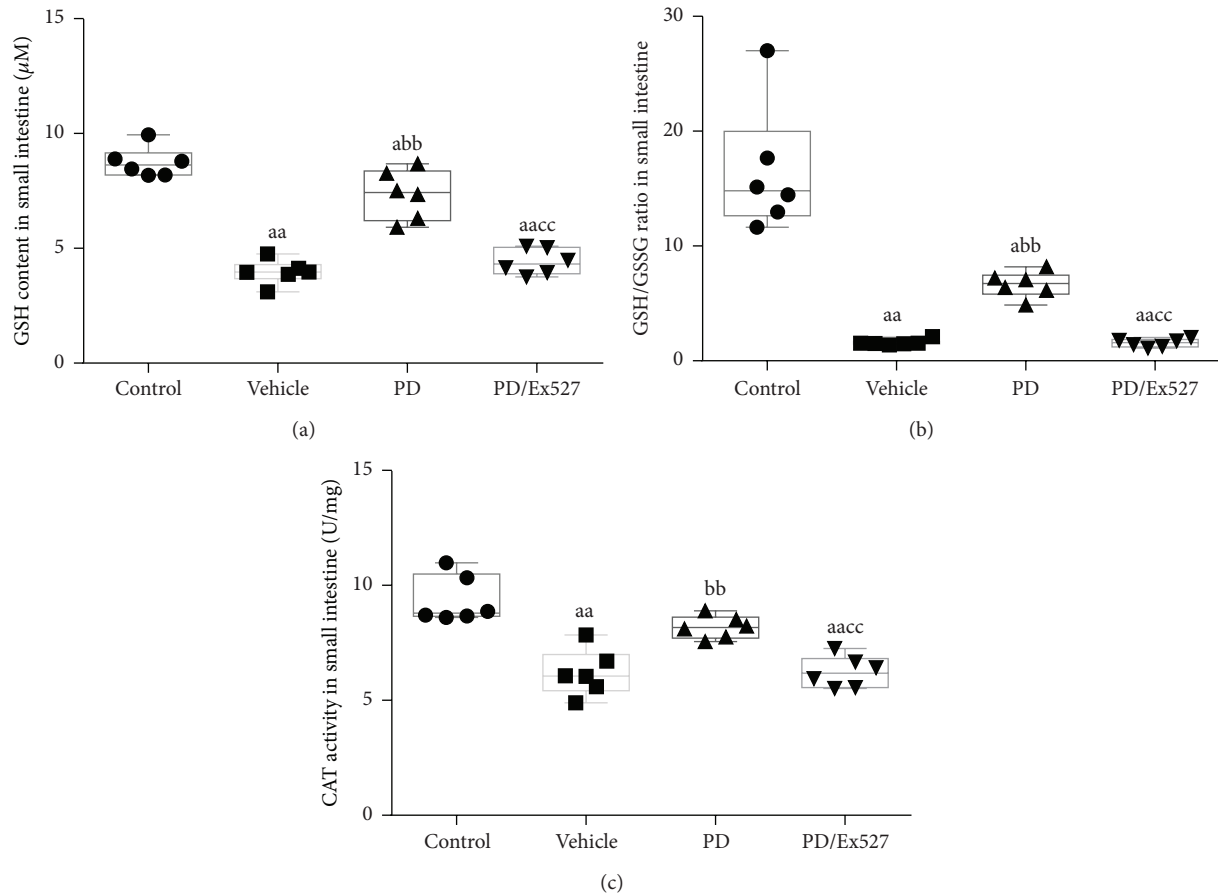 GSH content in small intestine (μM)
15
10
5
0
aa
abb
aacc
Control
Vehicle
PD
PD/Ex527
(a)
GSH/GSSG ratio in small intestine
30
20
10
0
aa
abb
aacc
Control
Vehicle
PD
PD/Ex527
(b)
CAT activity in small intestine (U/mg)
15
10
5
0
aa
bb
aacc
Control
Vehicle
PD
PD/Ex527
(c)